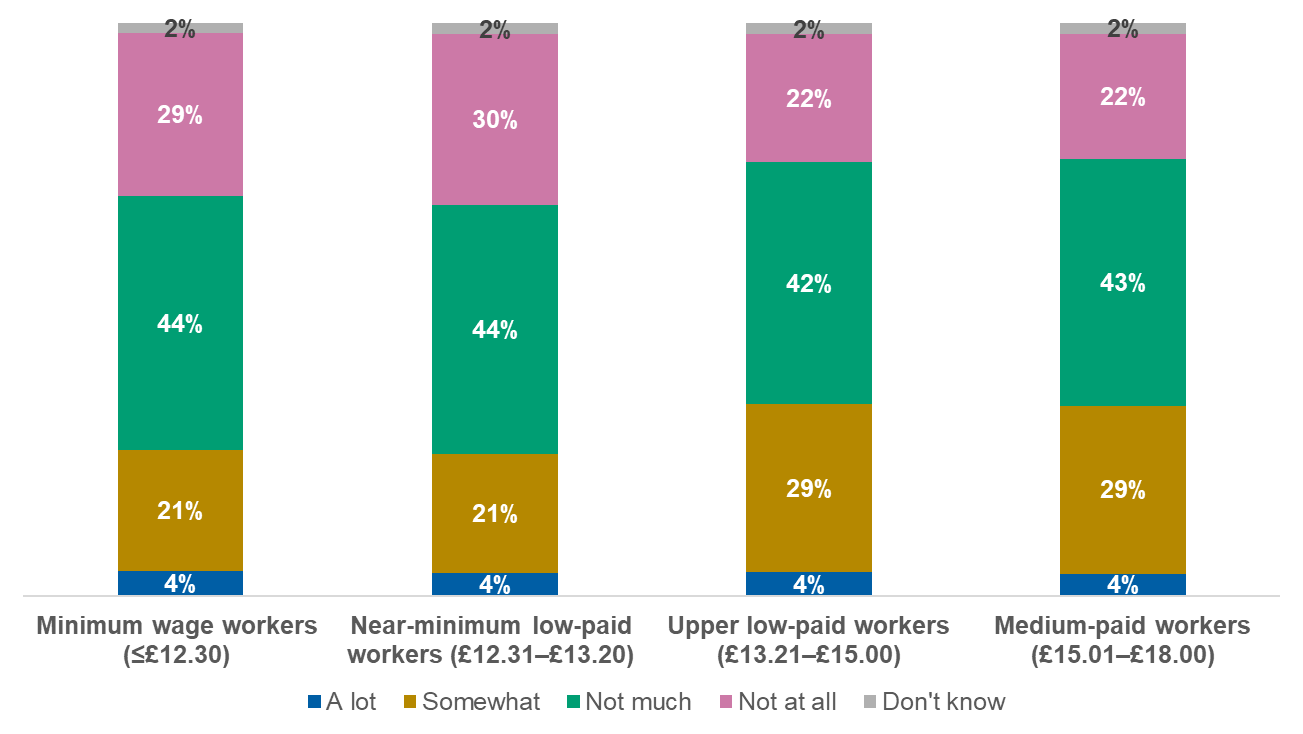 2% 2% 2% 2%
29% 30% 22% 22%
44% 44% 42% 43%
21% 21% 29% 29%
4% 4% 4% 4%
Minimum wage workers Near-minimum low-paid Upper low-paid workers Medium-paid workers
(≤£12.30) workers (£12.31–£13.20) (£13.21–£15.00) (£15.01–£18.00)
A lot Somewhat Not much Not at all Don't know